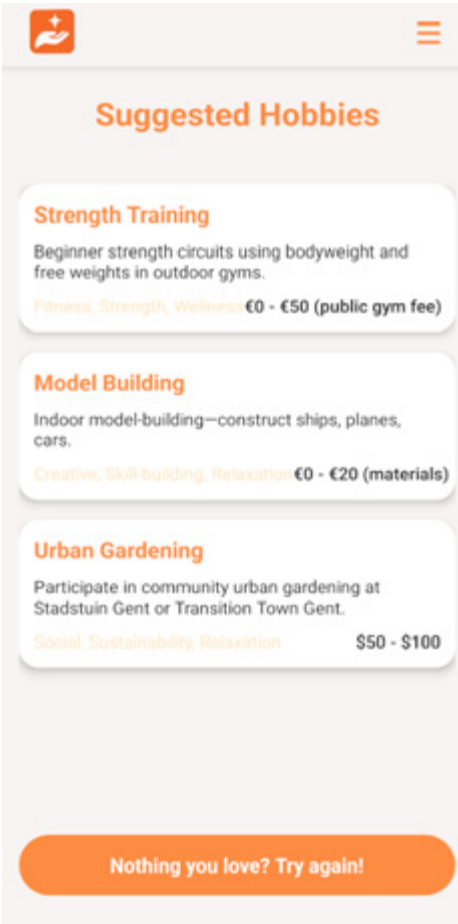 Suggested Hobbies
Strength Training
Beginner strength circuits using bodyweight and
free weights in outdoor gyms.
Fitness, Strength, Wellness €0 - €50 (public gym fee)
Model Building
Indoor model-building—construct ships, planes,
cars.
Creative, Skill-building, Relaxation €0 - €20 (materials)
Urban Gardening
Participate in community urban gardening at
Stadstuin Gent or Transition Town Gent.
Social, Sustainability, Relaxation $50 - $100
Nothing you love? Try again!